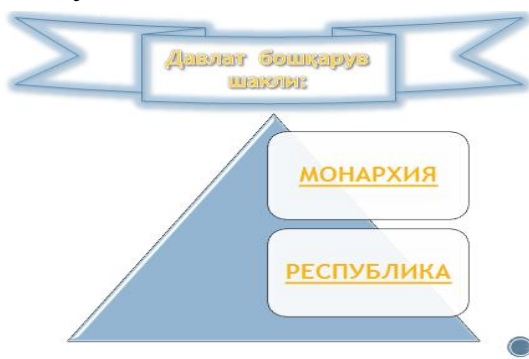 Давлат бошқарув
шакли:
МОНАРХИЯ
РЕСПУБЛИКА